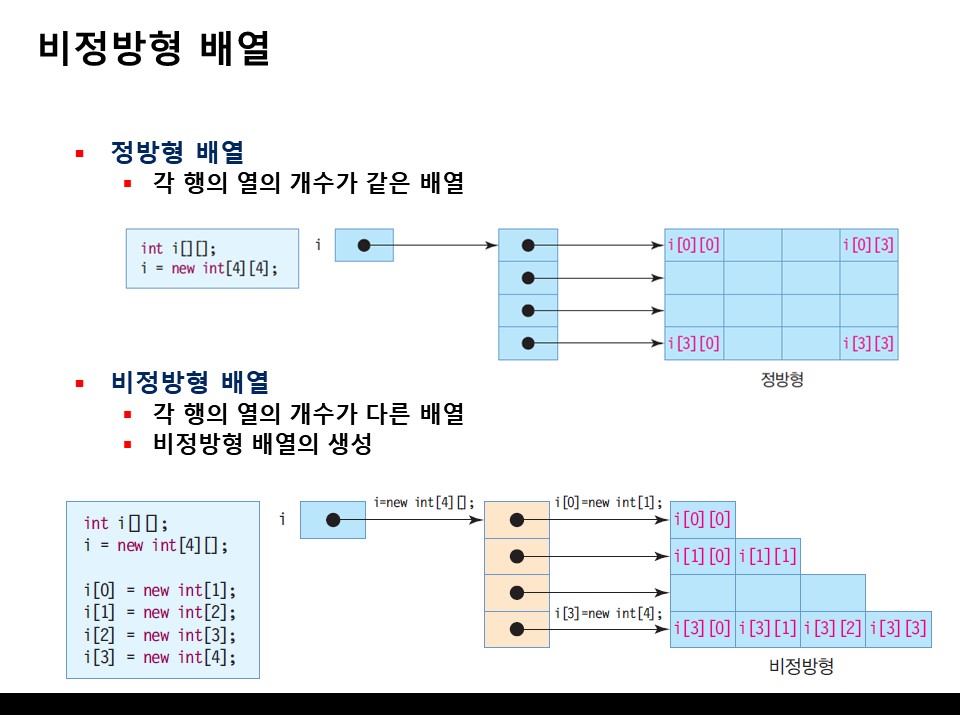 비정방형 배열
정방형 배열
각 행의 열의 개수가 같은 배열
int i[][];
i = new int[4][4];
i
i[0][0]
i[0][3]
i[3][0]
i[3][3]
정방형
비정방형 배열
각 행의 열의 개수가 다른 배열
비정방형 배열의 생성
int i[][];
i = new int[4][];
i[0] = new int[1];
i[1] = new int[2];
i[2] = new int[3];
i[3] = new int[4];
i
i=new int[4][];
i[0]=new int[1];
i[0][0]
i[1][0] i[1][1]
i[3]=new int[4];
i[3][0] i[3][1] i[3][2] i[3][3]
비정방형